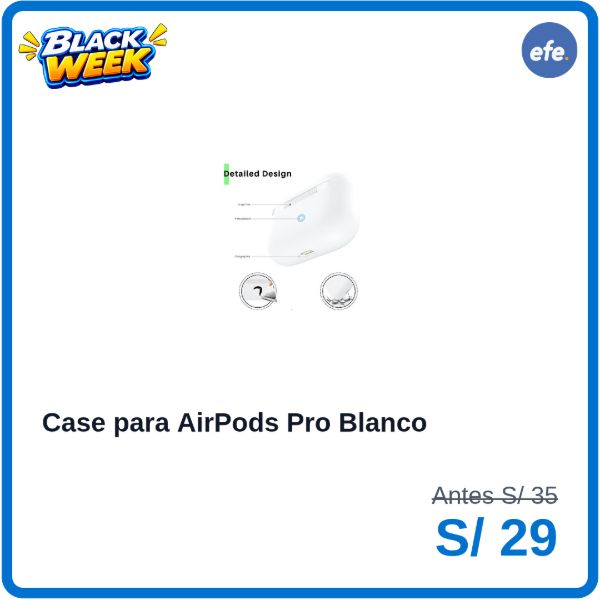 BLACK
WEEK
efe.
Detailed Design
Case para AirPods Pro Blanco
Antes S/ 35
S/ 29